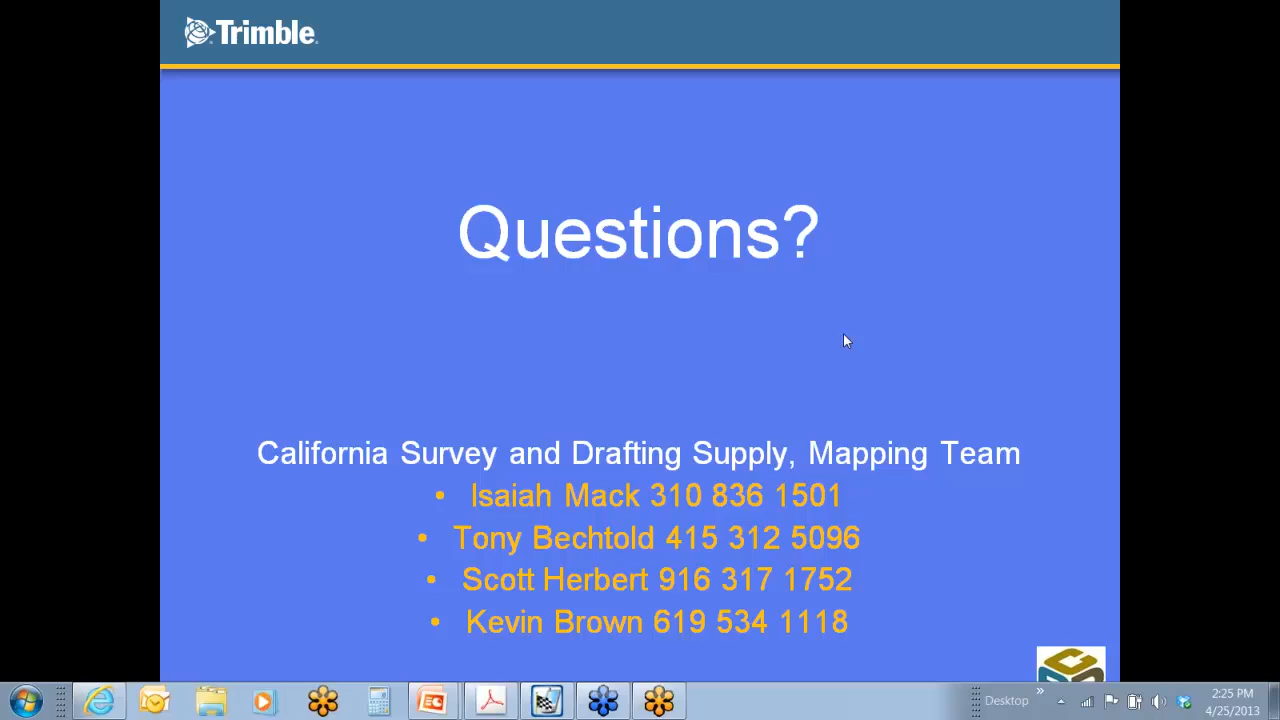 Trimble
Questions?
California Survey and Drafting Supply, Mapping Team
• Isaiah Mack 310 836 1501
• Tony Bechtold 415 312 5096
• Scott Herbert 916 317 1752
• Kevin Brown 619 534 1118
Desktop
2:25 PM
4/25/2013